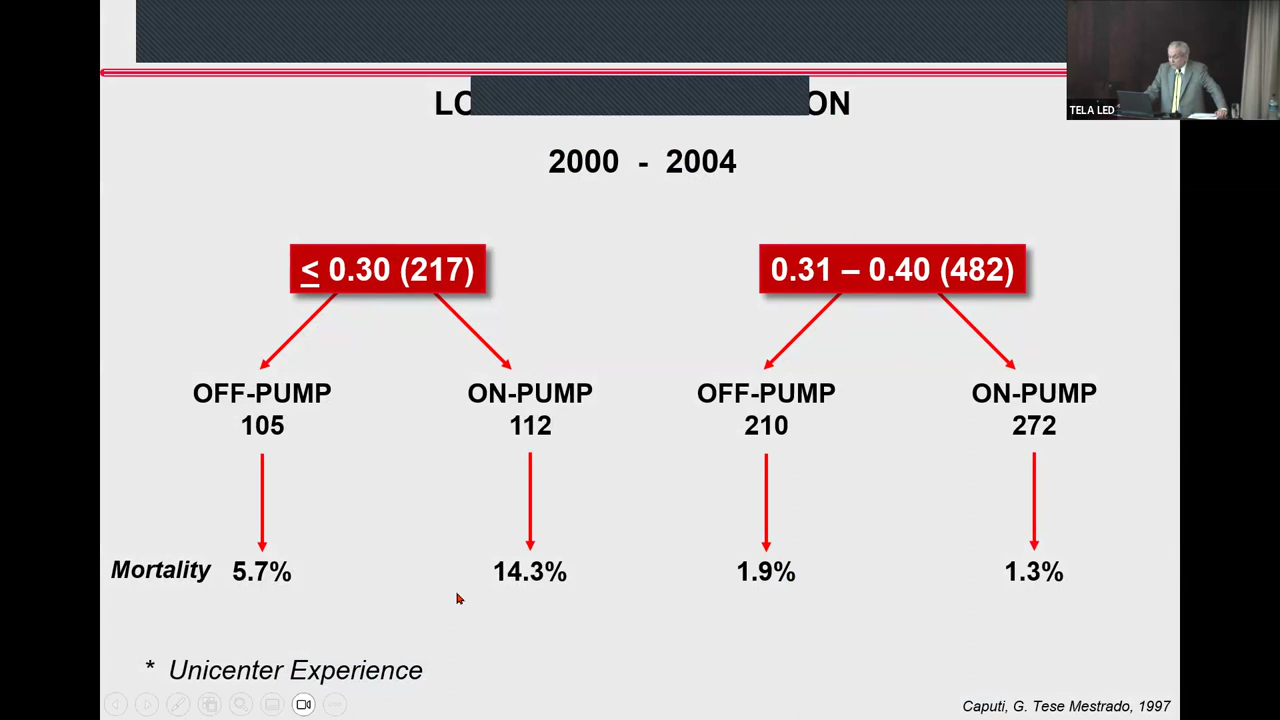 TELA LED
LO ON
2000 - 2004
≤ 0.30 (217) 0.31 – 0.40 (482)
OFF-PUMP ON-PUMP OFF-PUMP ON-PUMP
105 112 210 272
Mortality 5.7% 14.3% 1.9% 1.3%
* Unicenter Experience
Caputi, G. Tese Mestrado, 1997